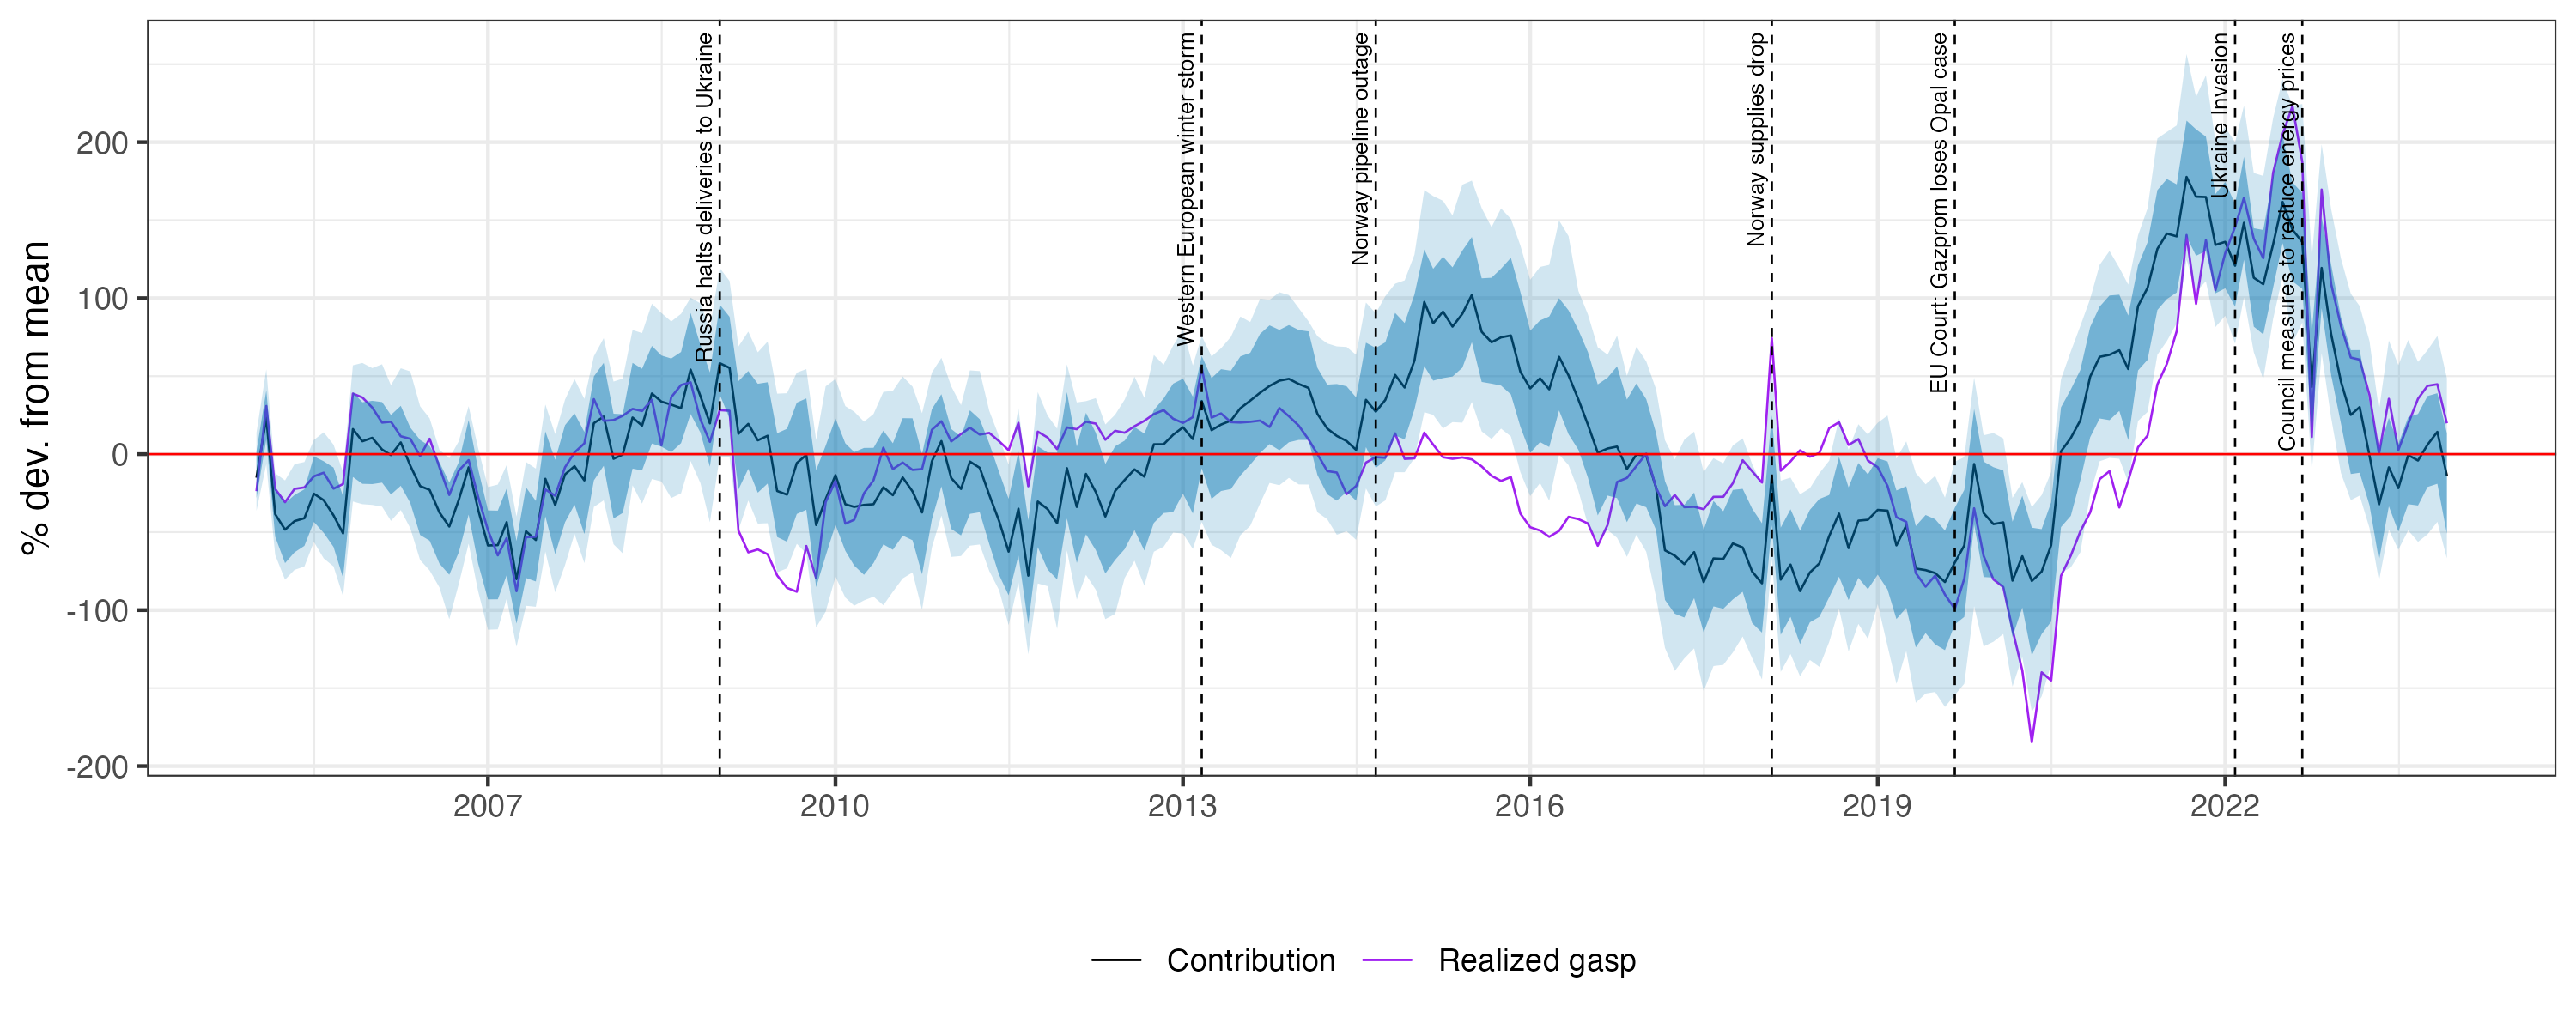 % dev. from mean
200
100
0
-100
-200
Russia halts deliveries to Ukraine
Western European winter storm
Norway pipeline outage
Norway supplies drop
EU Court: Gazprom loses Opal case
Ukraine Invasion
Council measures to reduce energy prices
2007 2010 2013 2016 2019 2022
Contribution Realized gasp